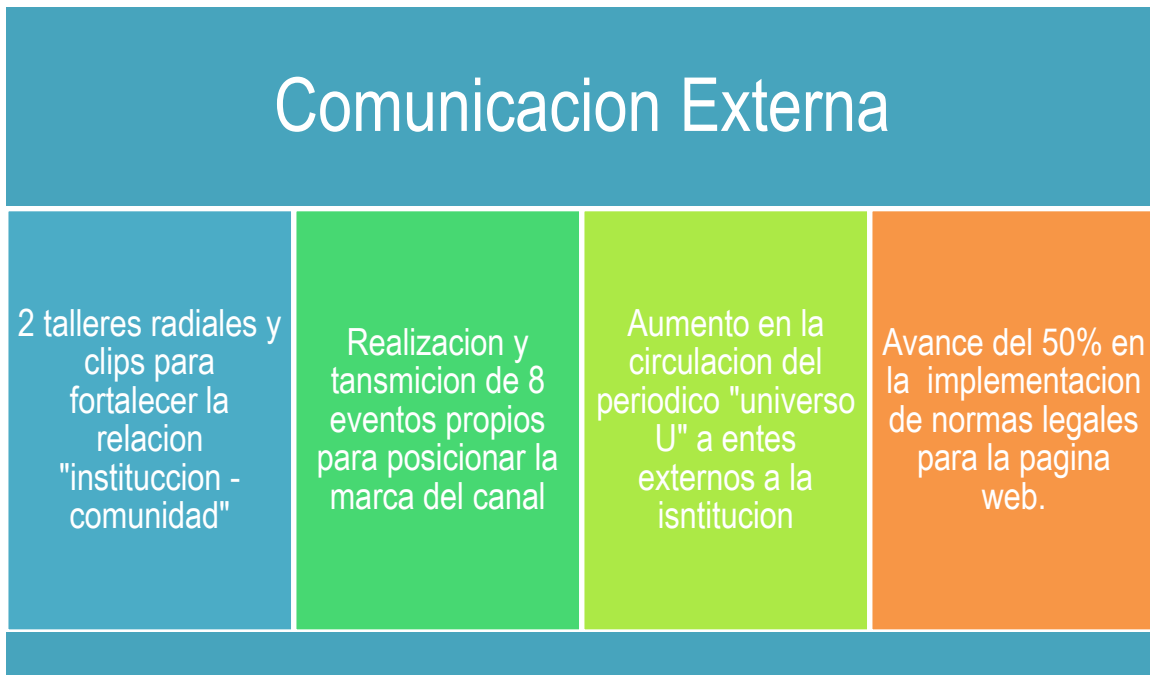 Comunicacion Externa
2 talleres radiales y
clips para
fortalecer la
relacion
"instituccion -
comunidad"
Realizacion y
tansmicion de 8
eventos propios
para posicionar la
marca del canal
Aumento en la
circulacion del
periodico "universo
U" a entes
externos a la
isntitucion
Avance del 50% en
la implementacion
de normas legales
para la pagina
web.